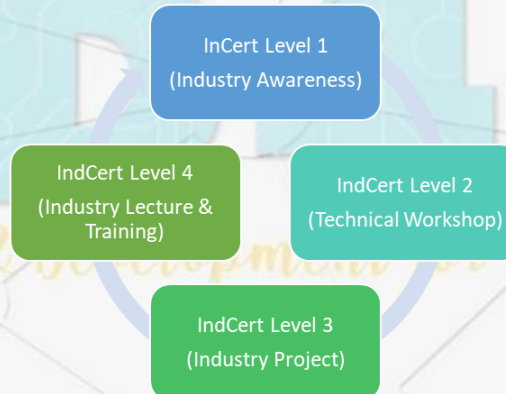 InCert Level 1
(Industry Awareness)
IndCert Level 2
(Technical Workshop)
IndCert Level 3
(Industry Project)
IndCert Level 4
(Industry Lecture &
Training)
Development